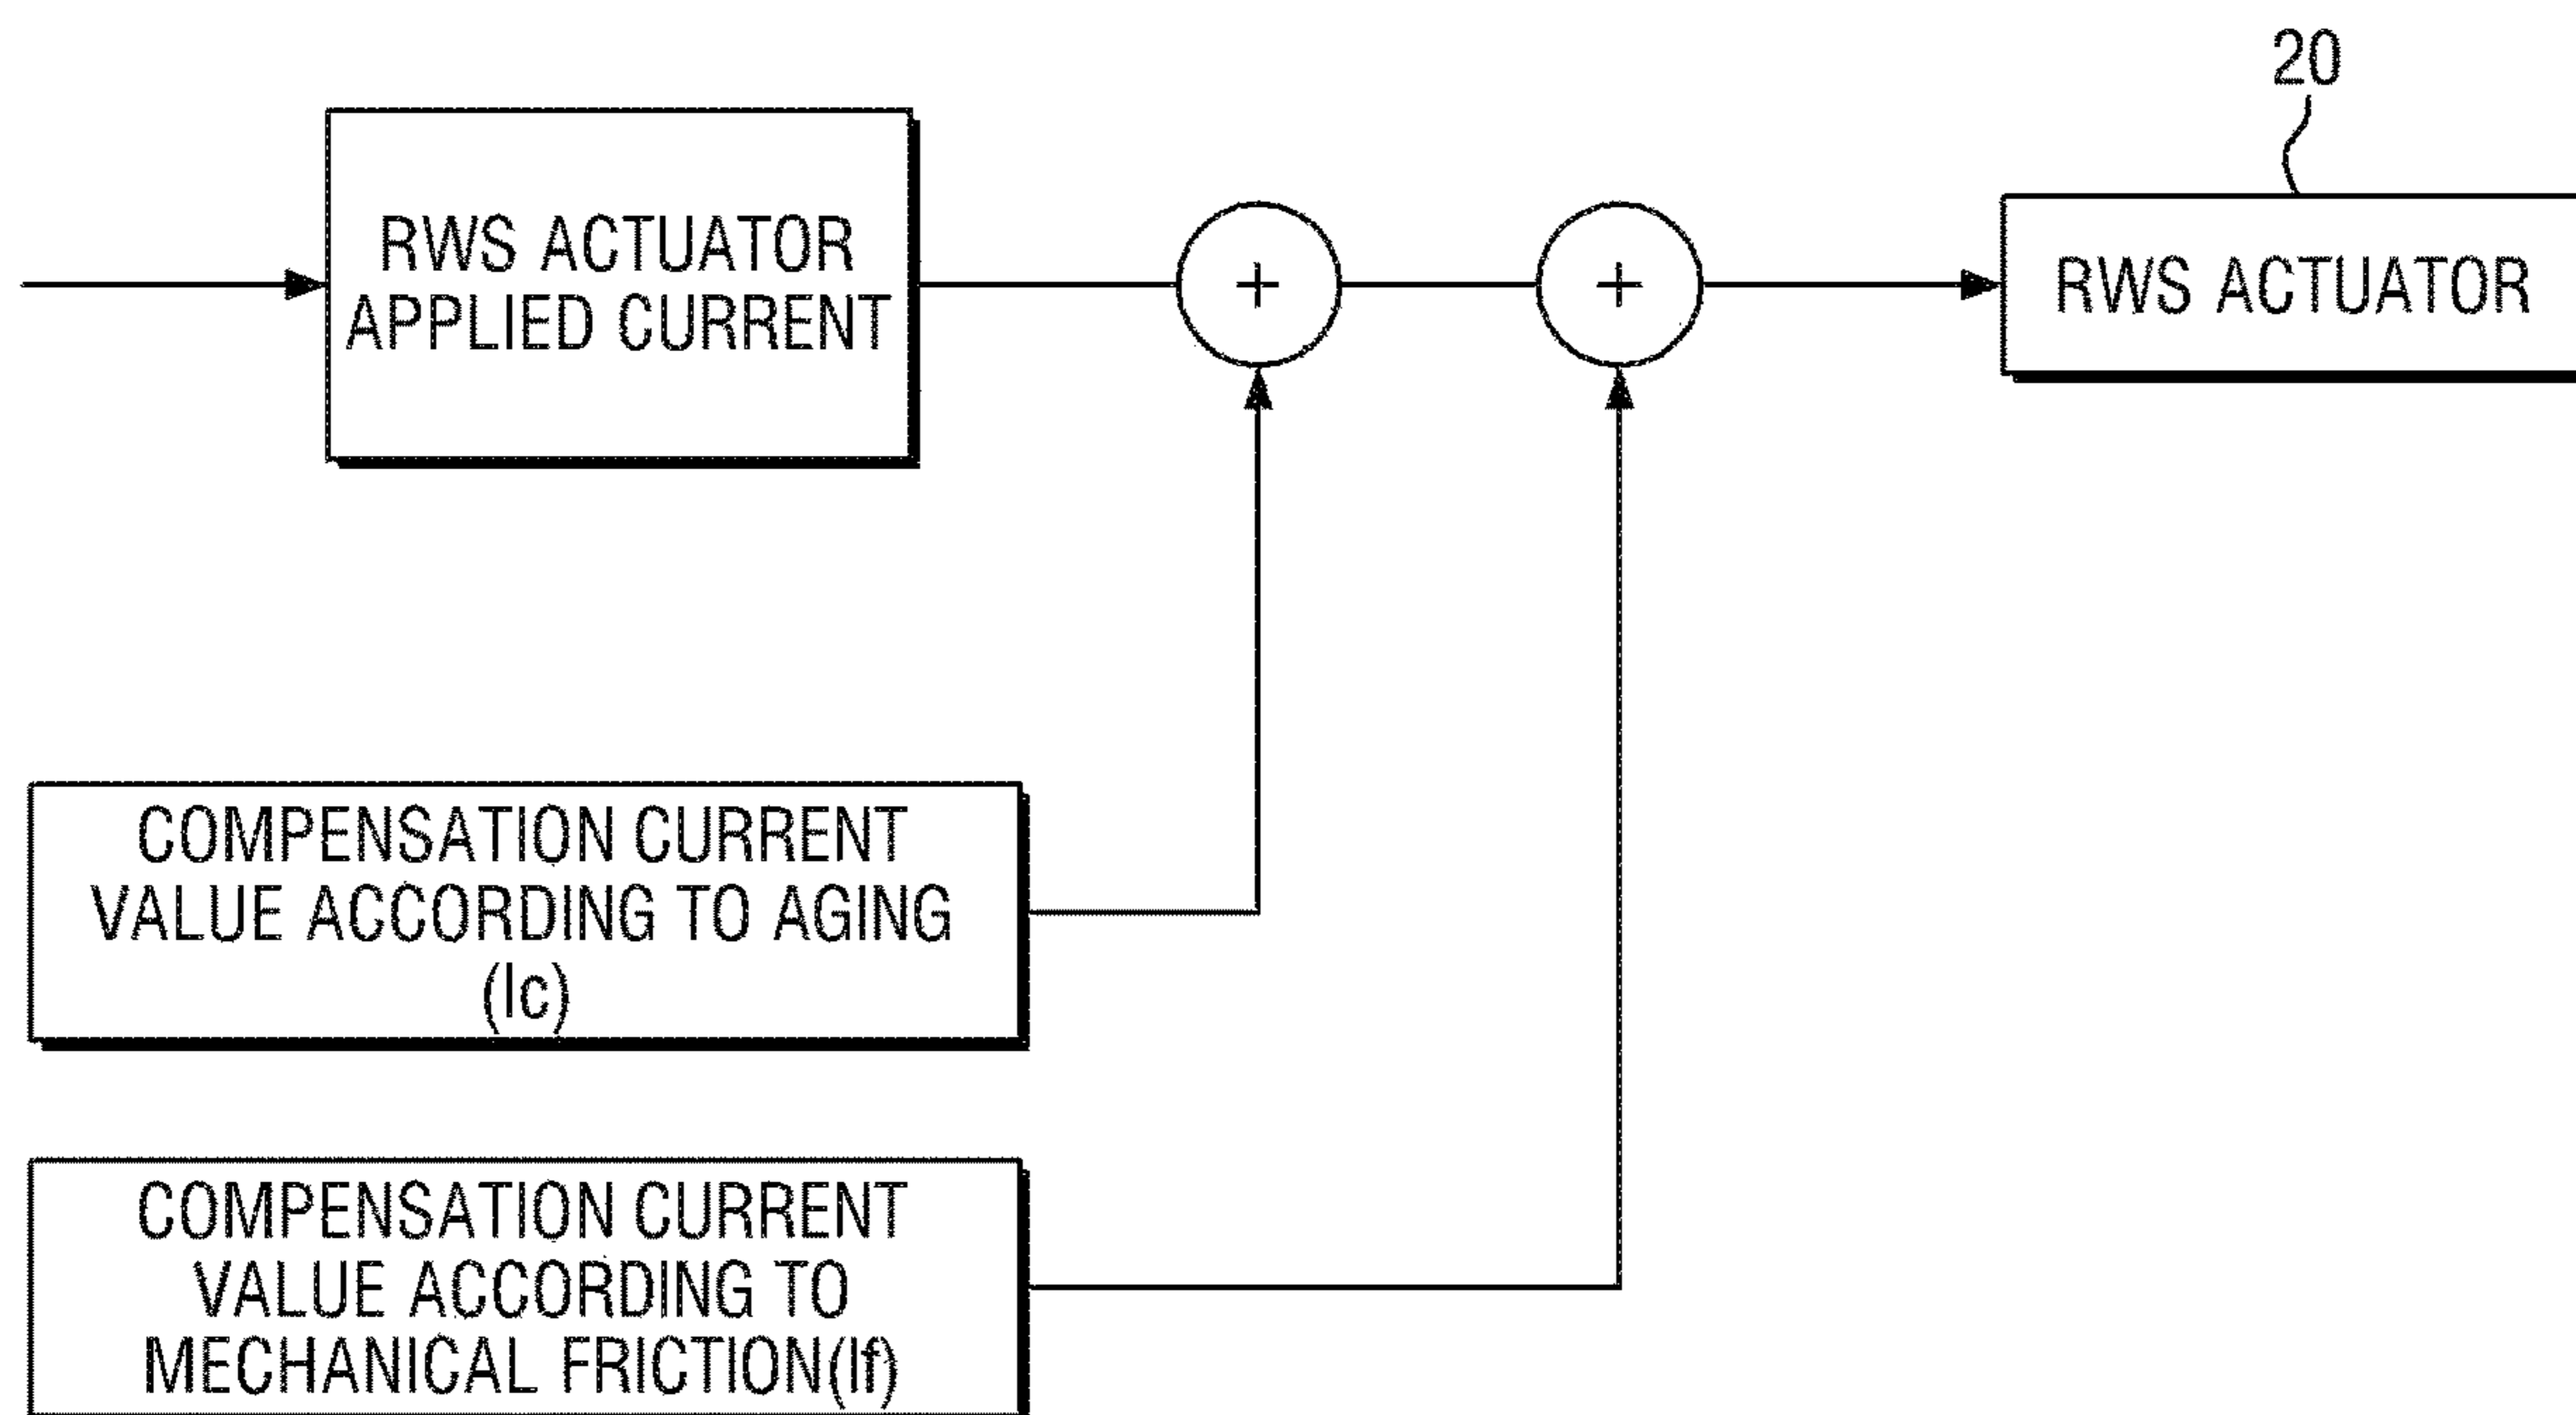 20
RWS ACTUATOR
APPLIED CURRENT
+
+
RWS ACTUATOR
COMPENSATION CURRENT
VALUE ACCORDING TO AGING
(Ic)
COMPENSATION CURRENT
VALUE ACCORDING TO
MECHANICAL FRICTION(If)